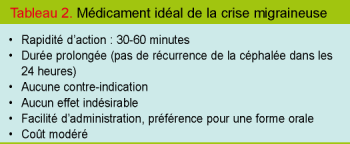 Tableau 2. Médicament idéal de la crise migraineuse
• Rapidité d'action : 30-60 minutes
• Durée prolongée (pas de récurrence de la céphalée dans les
24 heures)
• Aucune contre-indication
• Aucun effet indésirable
• Facilité d'administration, préférence pour une forme orale
• Coût modéré